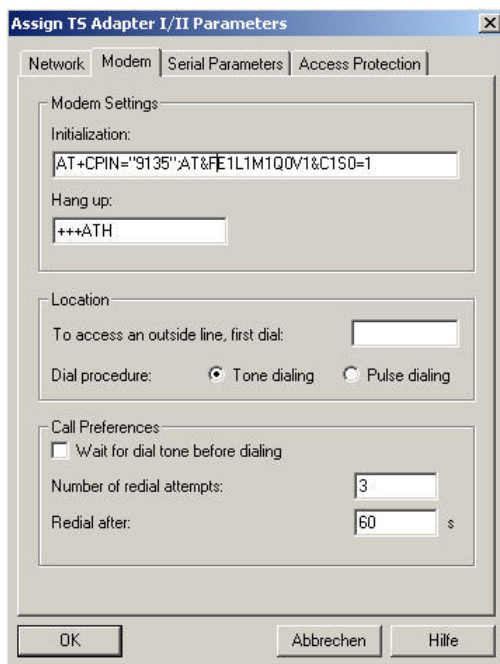 Assign TS Adapter I/II Parameters
Network Modem Serial Parameters Access Protection
Modem Settings
Initialization:
AT+CPIN="9135";AT&FE1L1M1Q0V1&C1S0=1
Hang up:
+++ATH
Location
To access an outside line, first dial:
Dial procedure: Tone dialing Pulse dialing
Call Preferences
Wait for dial tone before dialing
Number of redial attempts: 3
Redial after: 60 s
OK Abbrechen Hilfe